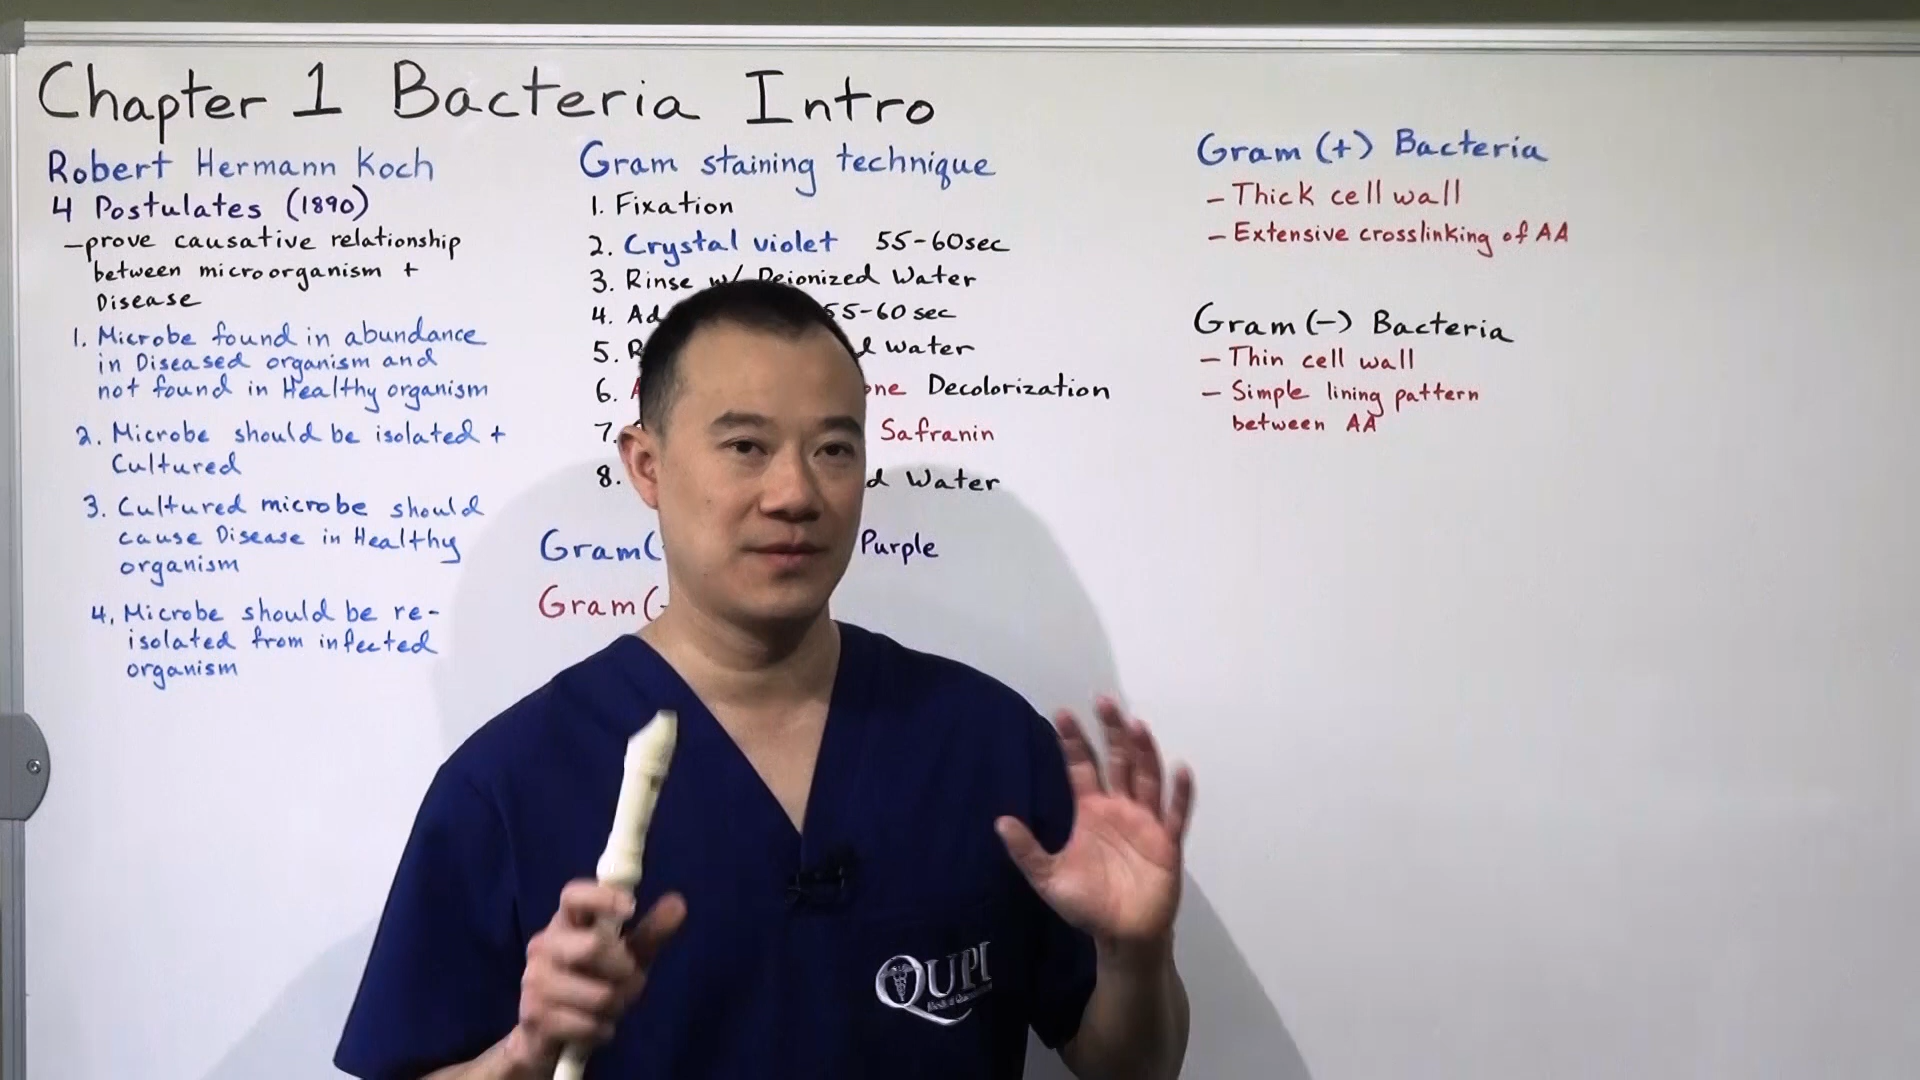 Chapter 1 Bacteria Intro
Robert Hermann Koch
4 Postulates (1890)
- prove causative relationship
between microorganism +
Disease
1. Microbe found in abundance
in Diseased organism and
not found in Healthy organism
2. Microbe should be isolated +
Cultured
3. Cultured microbe should
cause Disease in Healthy
organism
4. Microbe should be re-
isolated from infected
organism
Gram staining technique
1. Fixation
2. Crystal violet 55-60sec
3. Rinse w/ Deionized Water
4. Ad 55-60 sec
5. R d water
6. A one Decolorization
7. Safranin
8. d Water
Gram( Purple
Gram(-
Gram (+) Bacteria
- Thick cell wall
- Extensive crosslinking of AA
Gram (-) Bacteria
- Thin cell wall
- Simple lining pattern
between AA
QUPI